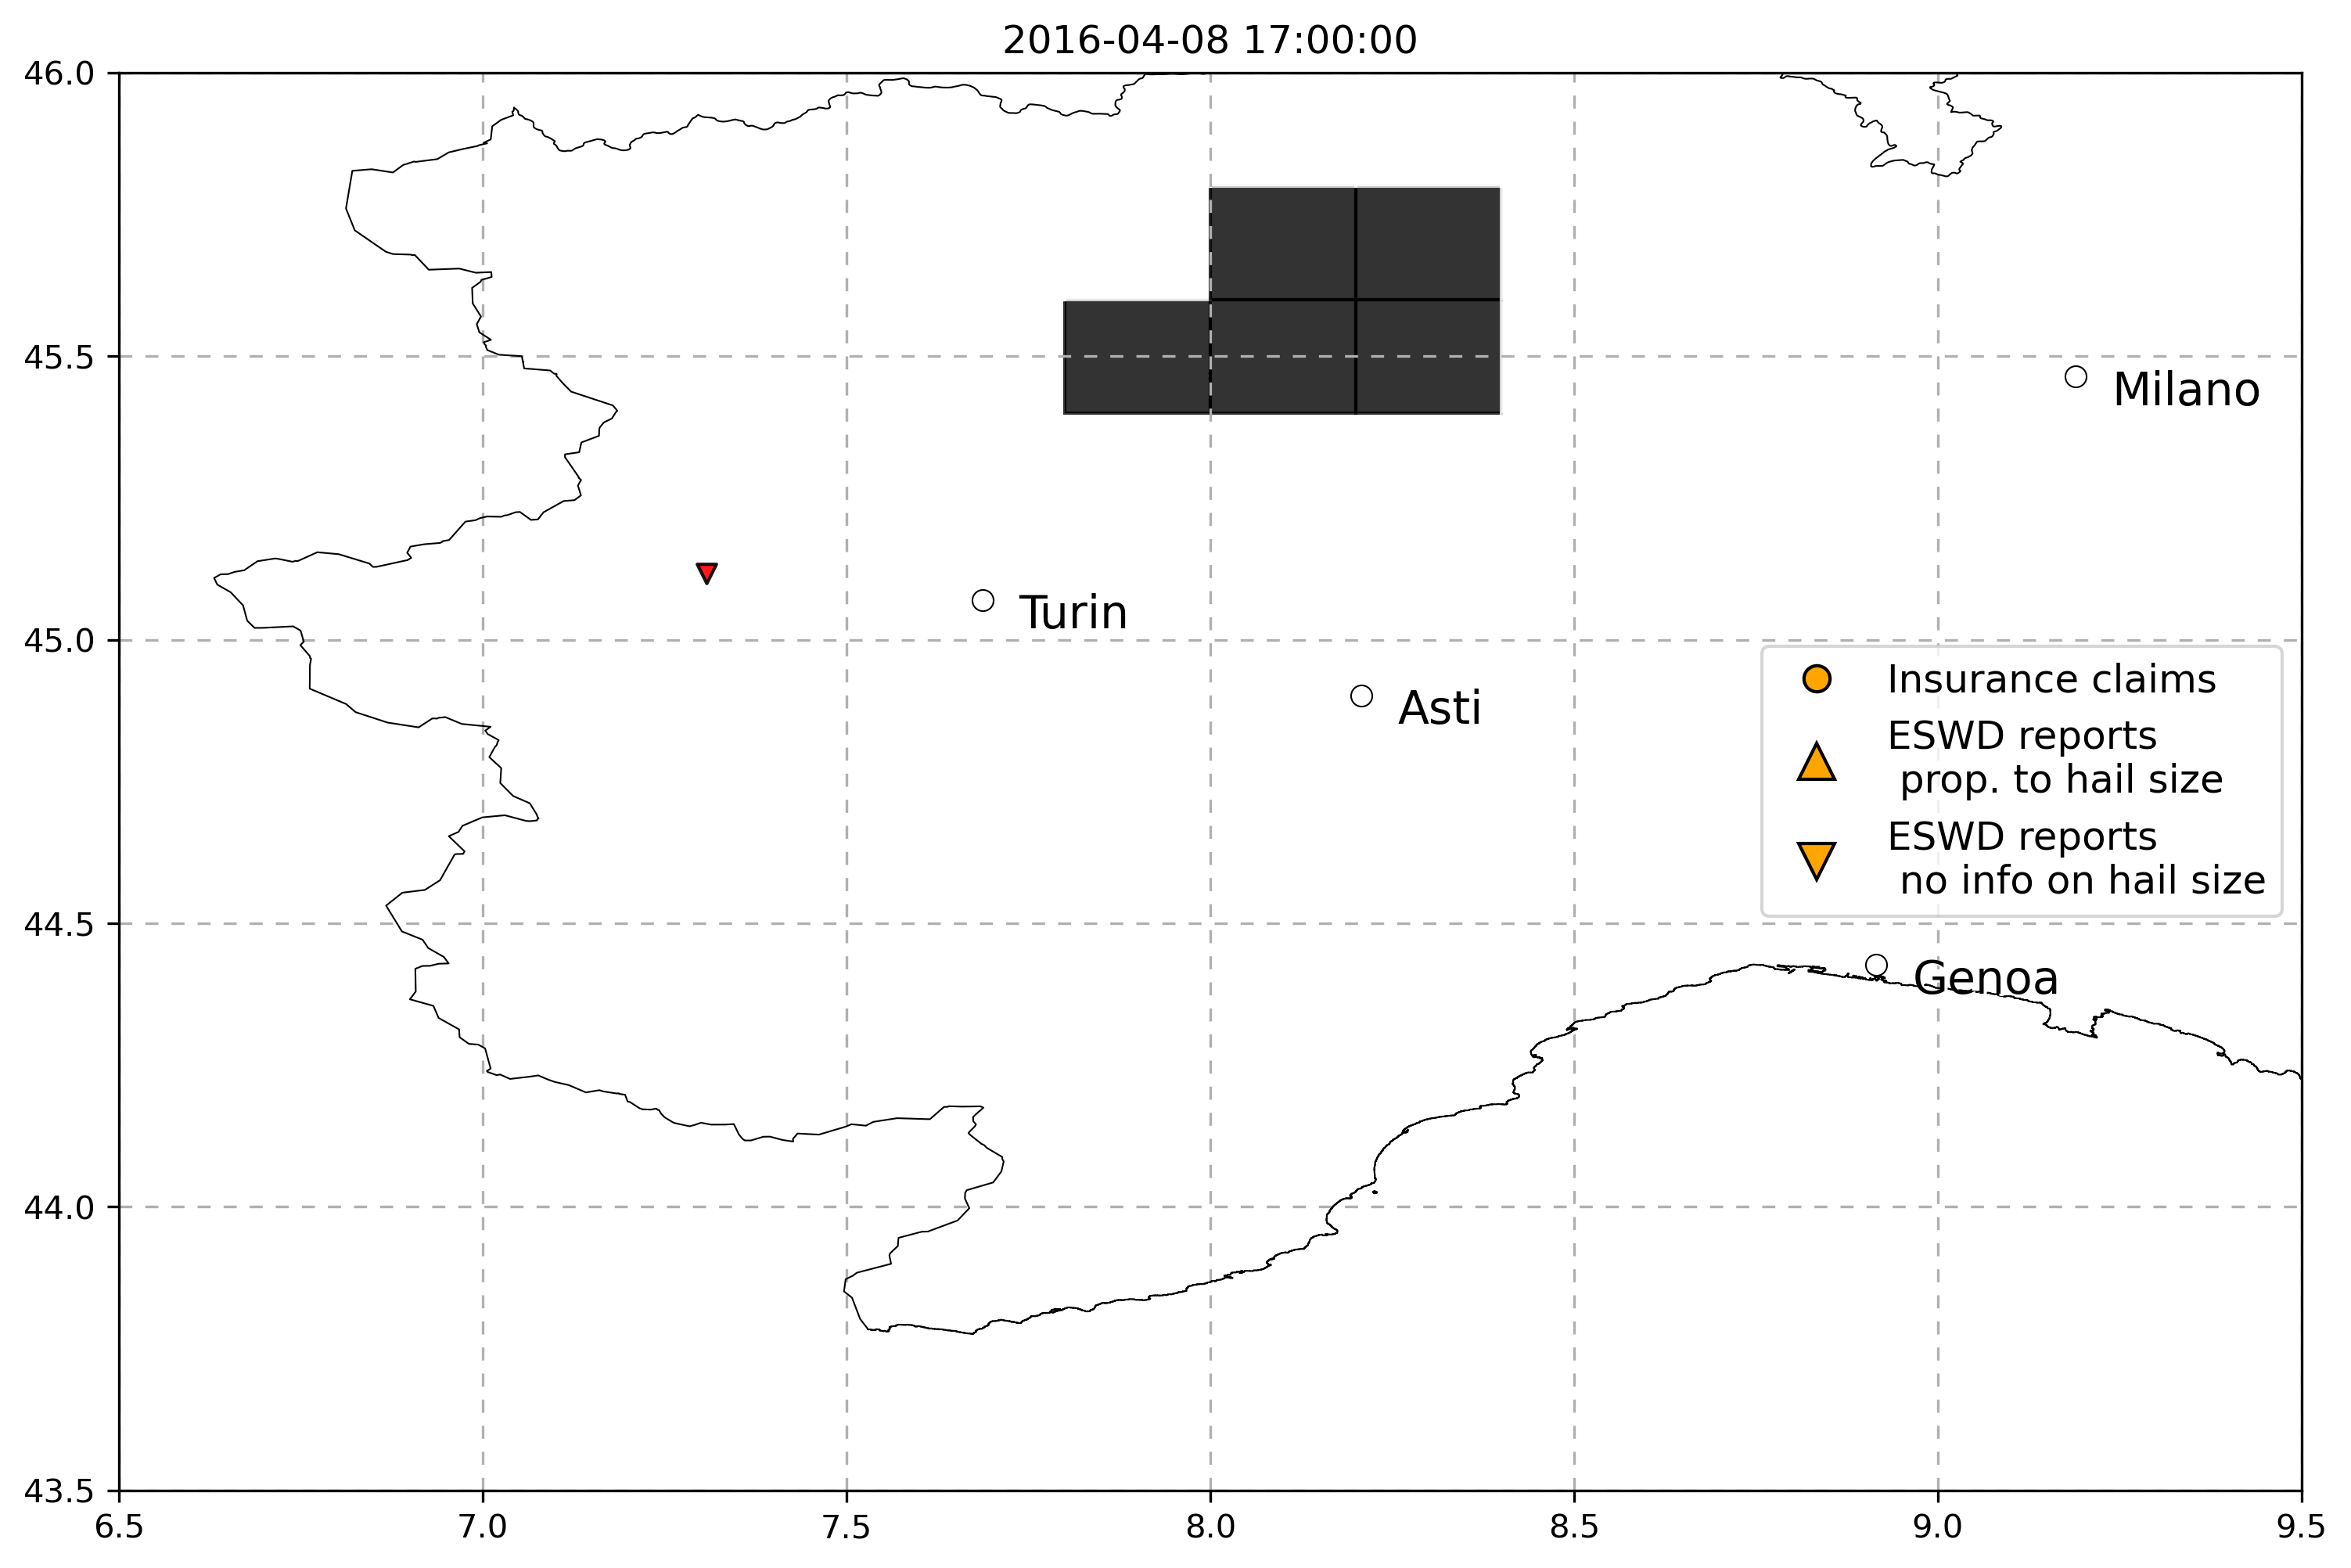 2016-04-08 17:00:00
46.0
45.5
Milano
Turin
45.0
Insurance claims
Asti
ESWD reports
prop. to hail size
ESWD reports
no info on hail size
44.5
Genoa
44.0
43.5
6.5 7.0 7.5 8.0 8.5 9.0 9.5